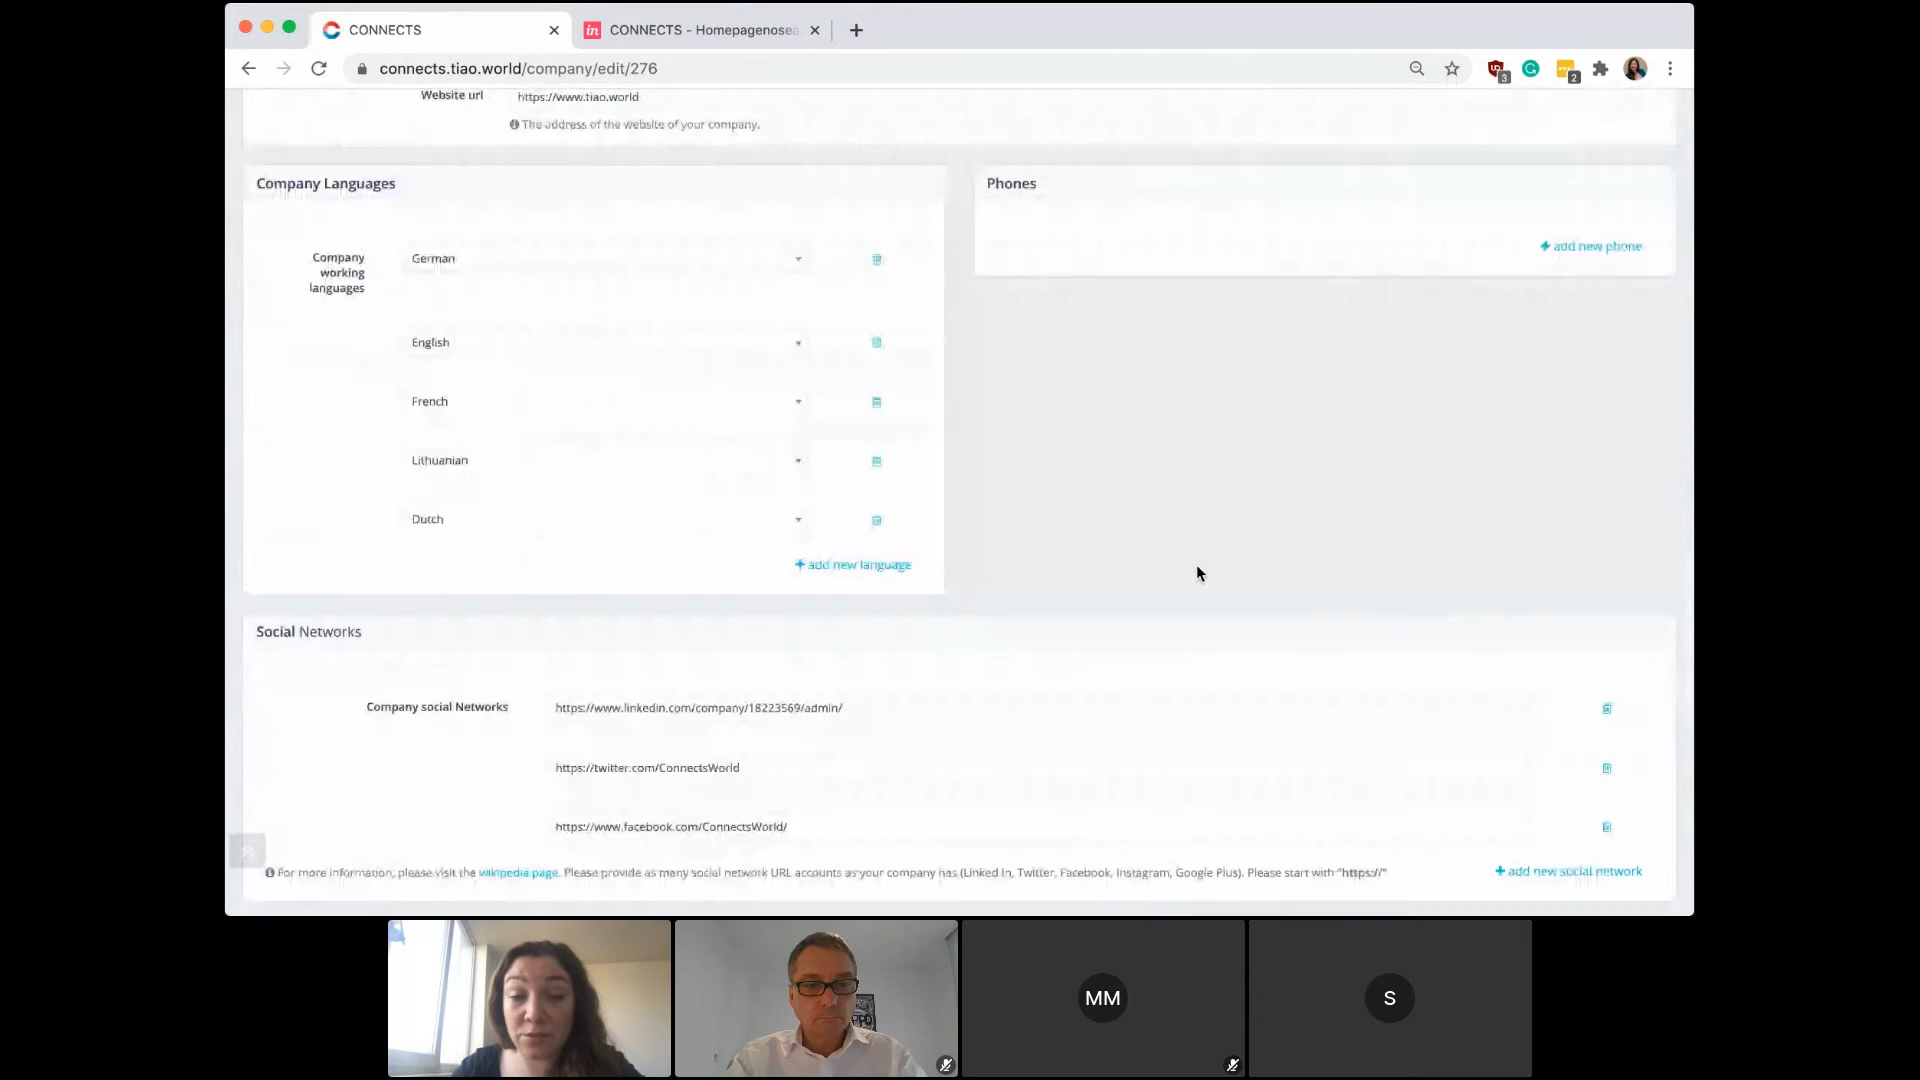 CONNECTS
CONNECTS - Homepagenosea
connects.tiao.world/company/edit/276
3
2
Website url
https://www.tiao.world
The address of the website of your company.
Company Languages
Phones
Company working languages
German
add new phone
English
French
Lithuanian
Dutch
+ add new language
Social Networks
Company social Networks
https://www.linkedin.com/company/18223569/admin/
https://twitter.com/ConnectsWorld
https://www.facebook.com/ConnectsWorld/
For more information, please visit the wikipedia page. Please provide as many social network URL accounts as your company has (Linked In, Twitter, Facebook, Instagram, Google Plus). Please start with "https://"
+ add new social network
MM
S